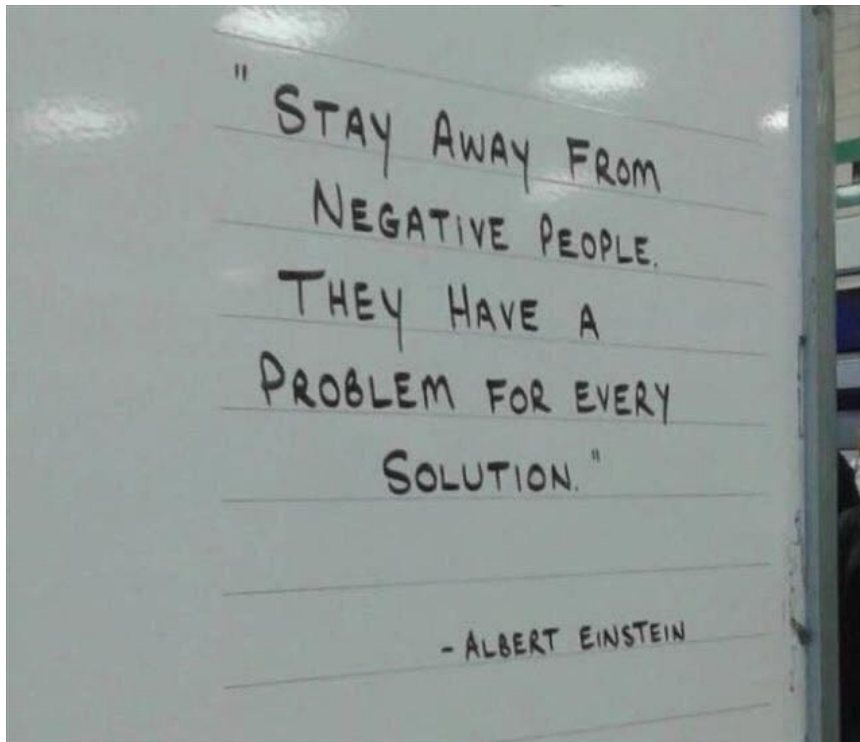 " STAY AWAY FROM
NEGATIVE PEOPLE.
THEY HAVE A
PROBLEM FOR EVERY
SOLUTION. "
- ALBERT EINSTEIN